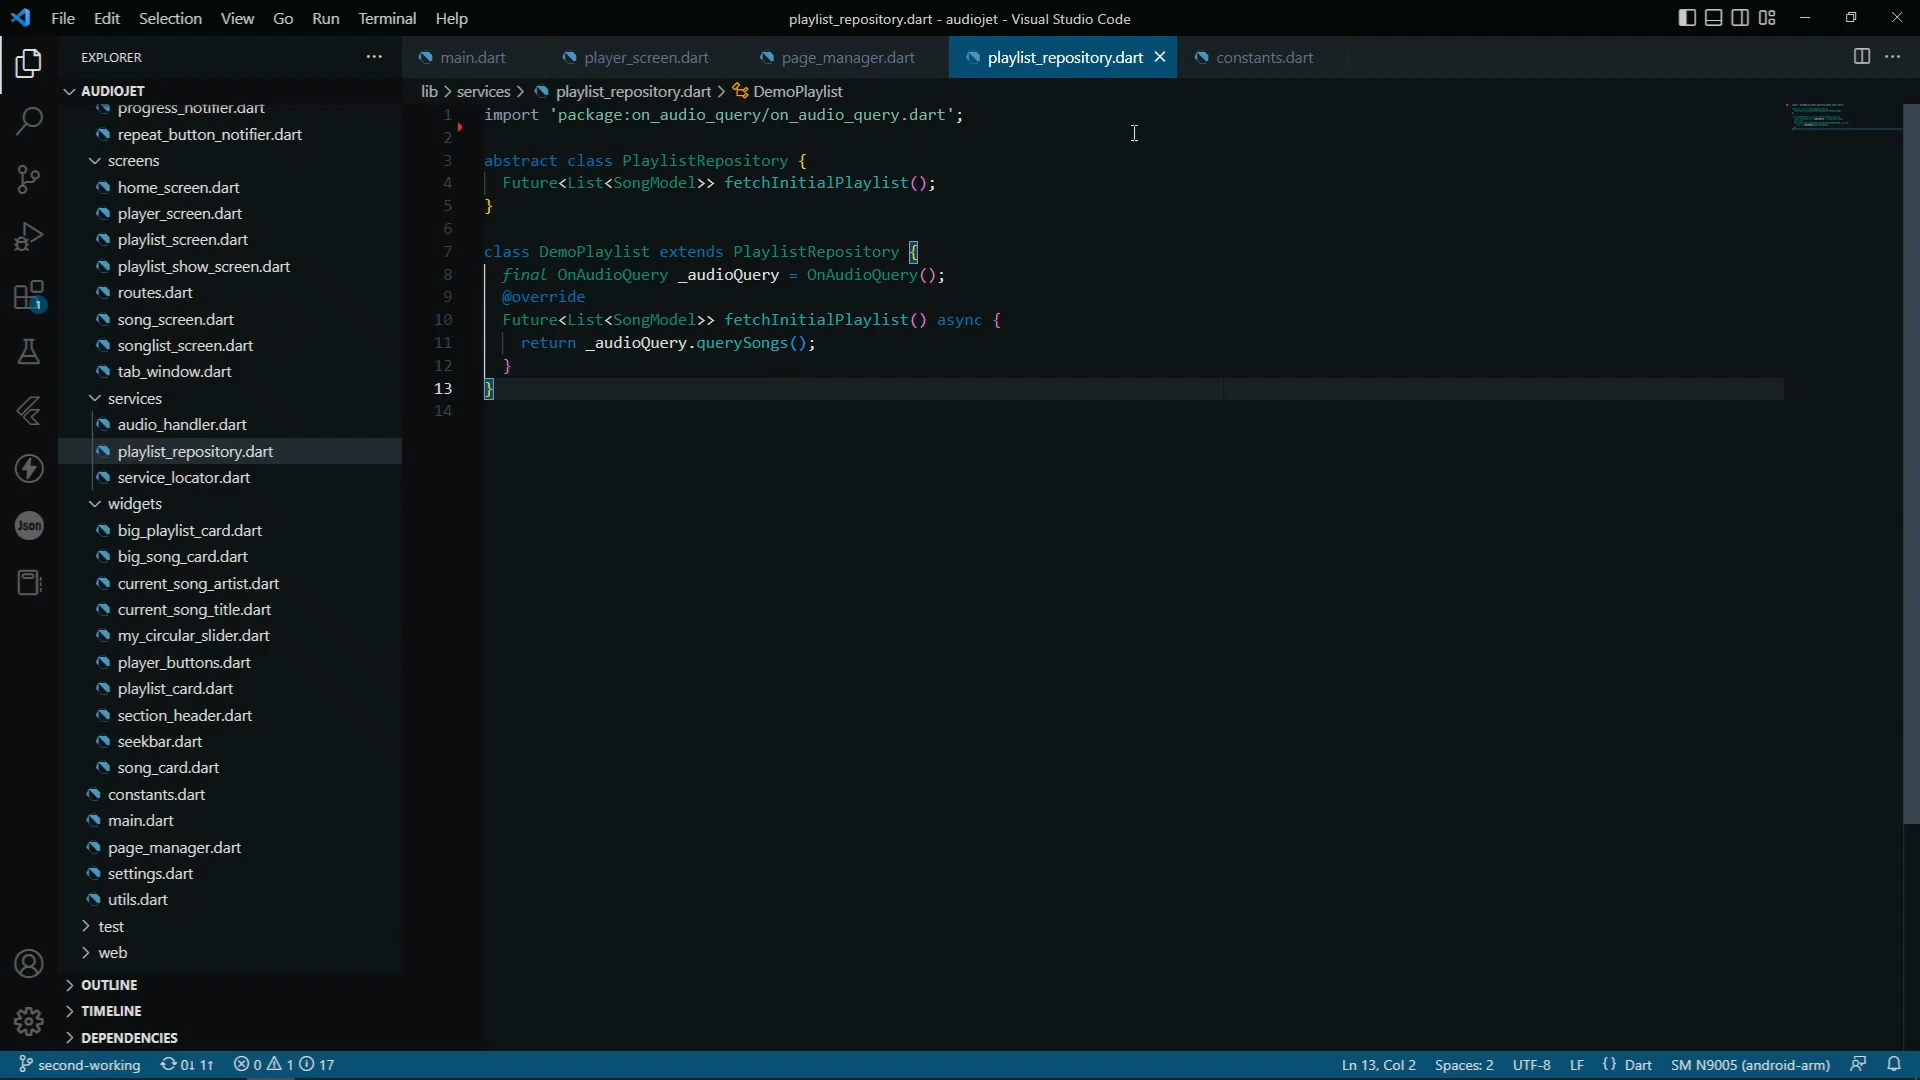 File Edit Selection View Go Run Terminal Help
playlist_repository.dart - audiojet - Visual Studio Code
EXPLORER
main.dart player_screen.dart page_manager.dart playlist_repository.dart constants.dart
AUDIOJET
lib > services > playlist_repository.dart > DemoPlaylist
progress_notifier.dart
repeat_button_notifier.dart
screens
home_screen.dart
player_screen.dart
playlist_screen.dart
playlist_show_screen.dart
routes.dart
song_screen.dart
songlist_screen.dart
tab_window.dart
services
audio_handler.dart
playlist_repository.dart
service_locator.dart
widgets
big_playlist_card.dart
big_song_card.dart
current_song_artist.dart
current_song_title.dart
my_circular_slider.dart
player_buttons.dart
playlist_card.dart
section_header.dart
seekbar.dart
song_card.dart
constants.dart
main.dart
page_manager.dart
settings.dart
utils.dart
test
web
OUTLINE
TIMELINE
DEPENDENCIES
1
Json
1 import 'package:on_audio_query/on_audio_query.dart';
2
3 abstract class PlaylistRepository {
4 Future<List<SongModel>> fetchInitialPlaylist();
5 }
6
7 class DemoPlaylist extends PlaylistRepository {
8 final OnAudioQuery _audioQuery = OnAudioQuery();
9 @override
10 Future<List<SongModel>> fetchInitialPlaylist() async {
11 return _audioQuery.querySongs();
12 }
13 }
14
second-working 0↓ 1↑ 0 1 17
Ln 13, Col 2 Spaces: 2 UTF-8 LF {} Dart SM N9005 (android-arm)